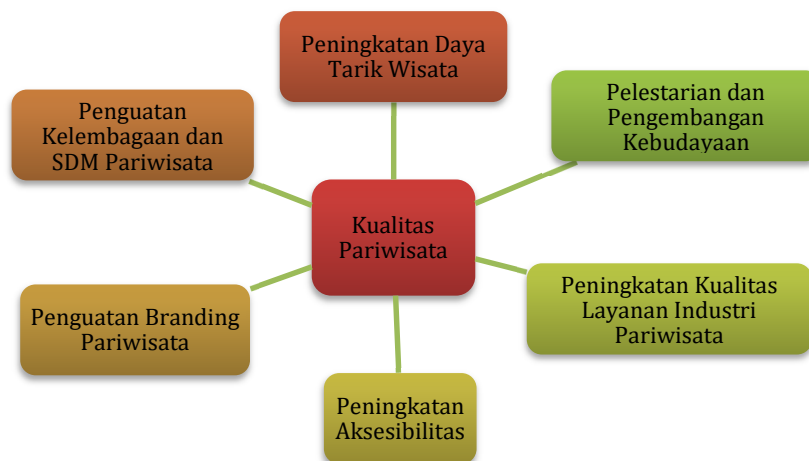 Peningkatan Daya
Tarik Wisata
Pelestarian dan
Pengembangan
Kebudayaan
Penguatan
Kelembagaan dan
SDM Pariwisata
Kualitas
Pariwisata
Peningkatan Kualitas
Layanan Industri
Pariwisata
Penguatan Branding
Pariwisata
Peningkatan
Aksesibilitas